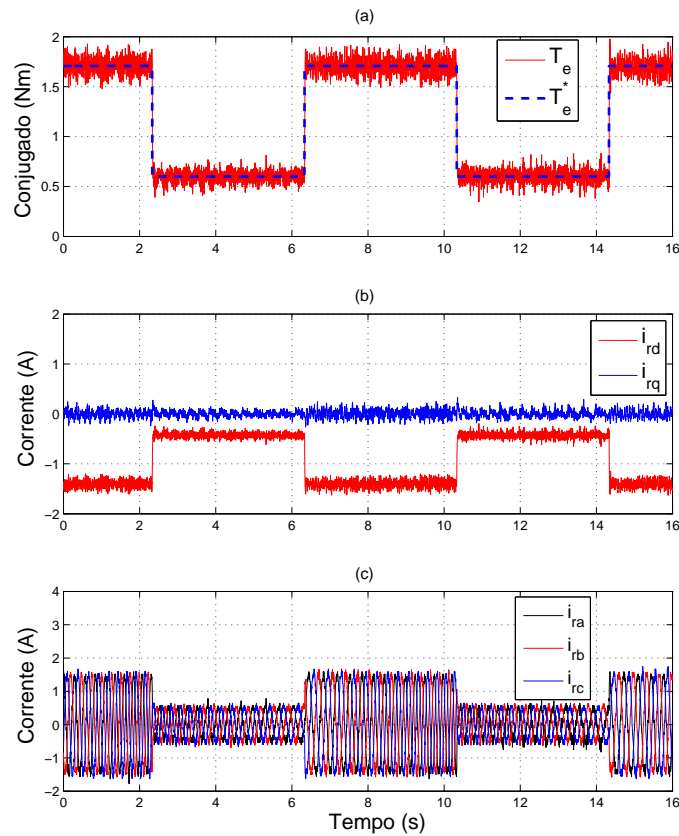 (a)
2
1.5
1
0.5
0
Conjugado (Nm)
T_e
T_e^*
0 2 4 6 8 10 12 14 16
(b)
2
1
0
−1
−2
Corrente (A)
i_rd
i_rq
0 2 4 6 8 10 12 14 16
(c)
4
3
2
1
0
−1
−2
Corrente (A)
i_ra
i_rb
i_rc
0 2 4 6 8 10 12 14 16
Tempo (s)